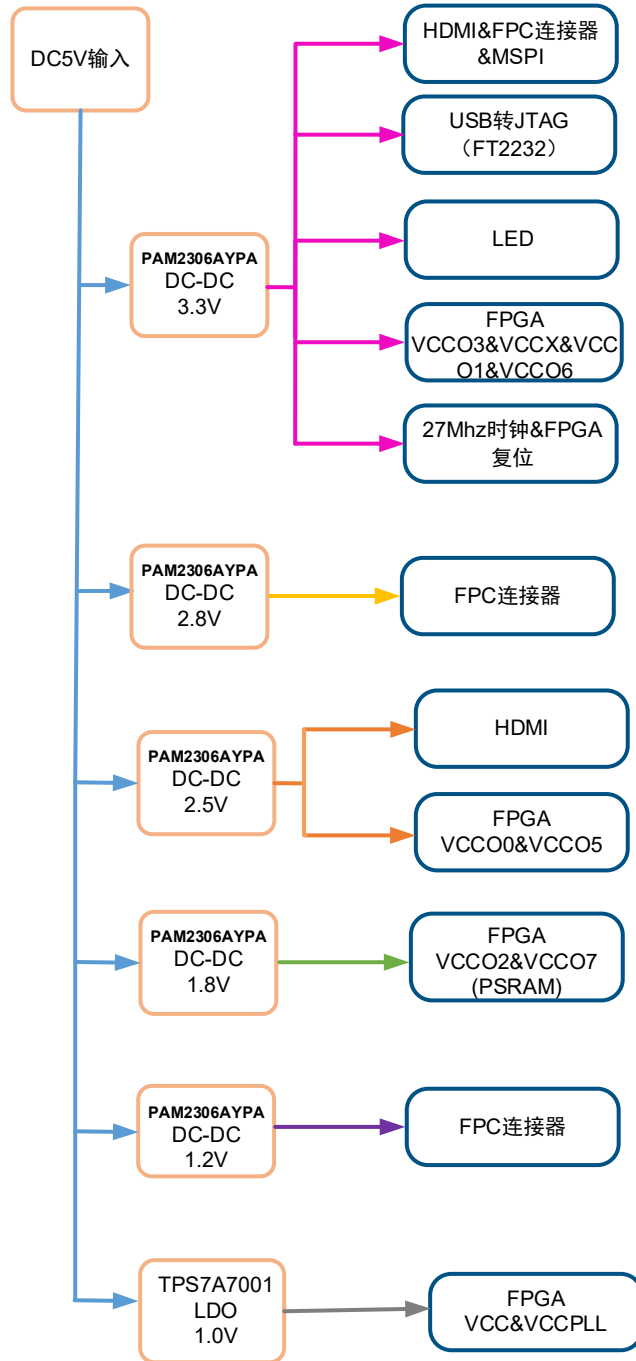 DC5V输入
HDMI&FPC连接器
&MSPI
USB转JTAG
（FT2232）
LED
PAM2306AYPA
DC-DC
3.3V
FPGA
VCCO3&VCCX&VCC
O1&VCCO6
27Mhz时钟&FPGA
复位
PAM2306AYPA
DC-DC
2.8V
FPC连接器
PAM2306AYPA
DC-DC
2.5V
HDMI
FPGA
VCCO0&VCCO5
PAM2306AYPA
DC-DC
1.8V
FPGA
VCCO2&VCCO7
(PSRAM)
PAM2306AYPA
DC-DC
1.2V
FPC连接器
TPS7A7001
LDO
1.0V
FPGA
VCC&VCCPLL